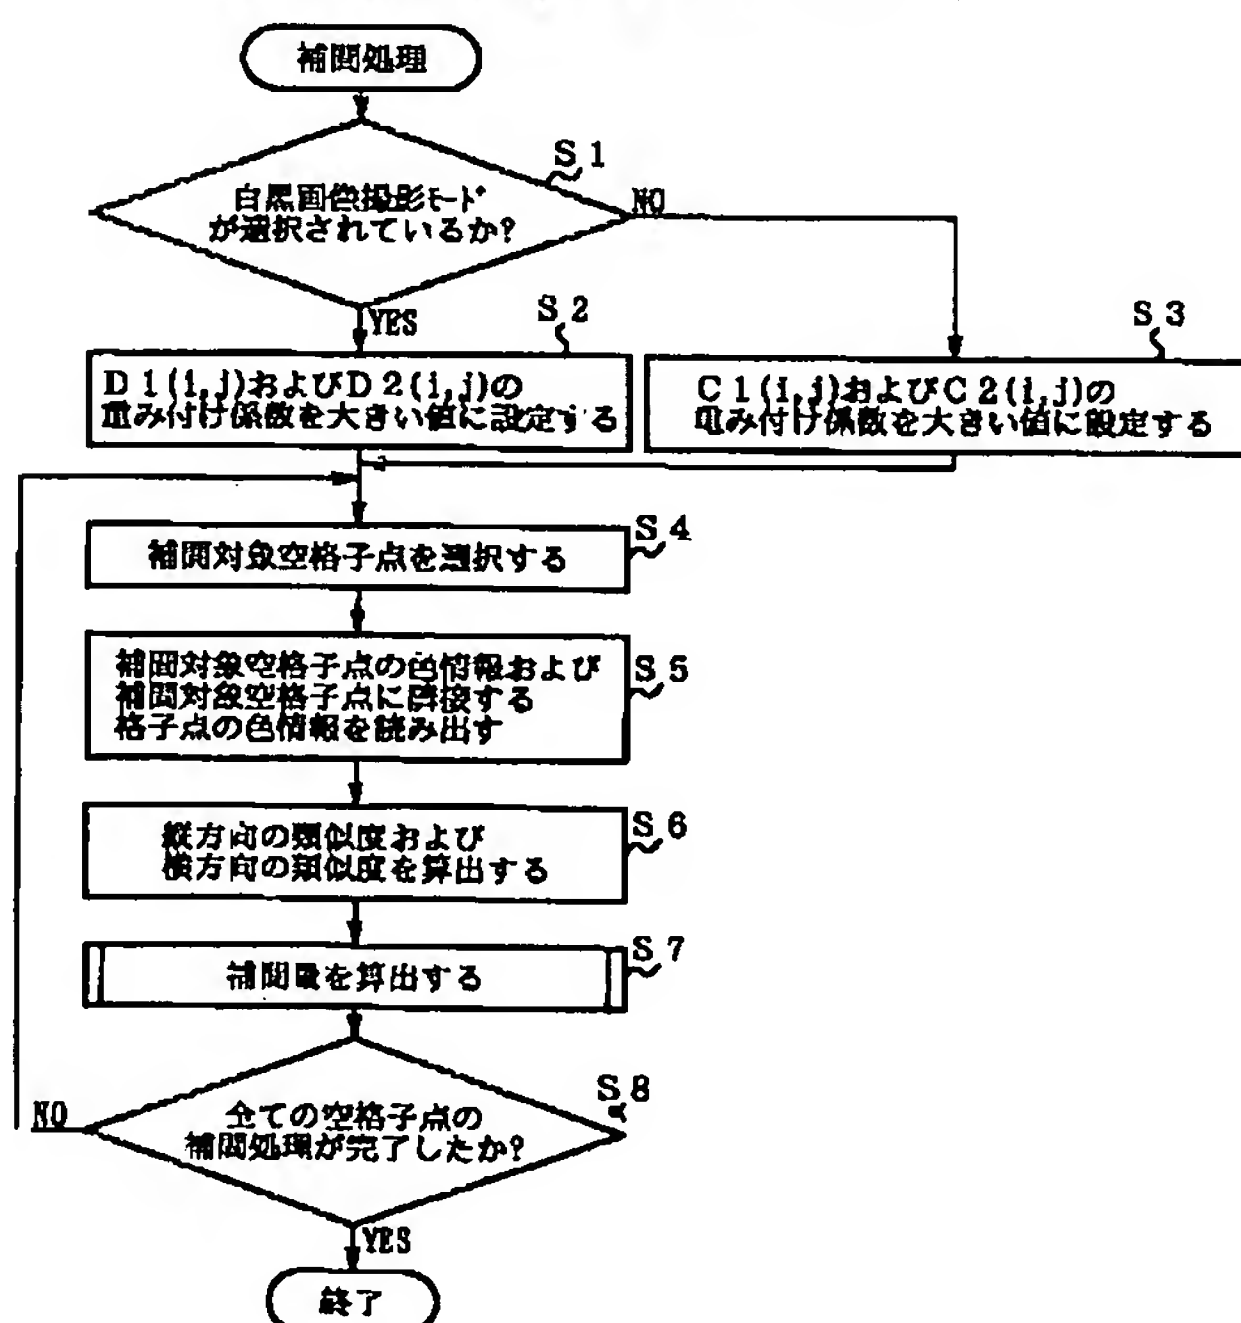 補間処理
S1
白黒画像撮影モード
が選択されているか?
NO
YES
S2
D1(i,j)およびD2(i,j)の
重み付け係数を大きい値に設定する
S3
C1(i,j)およびC2(i,j)の
重み付け係数を大きい値に設定する
S4
補間対象空格子点を選択する
S5
補間対象空格子点の色情報および
補間対象空格子点に隣接する
格子点の色情報を読み出す
S6
縦方向の類似度および
横方向の類似度を算出する
S7
補間量を算出する
S8
全ての空格子点の
補間処理が完了したか?
NO
YES
終了